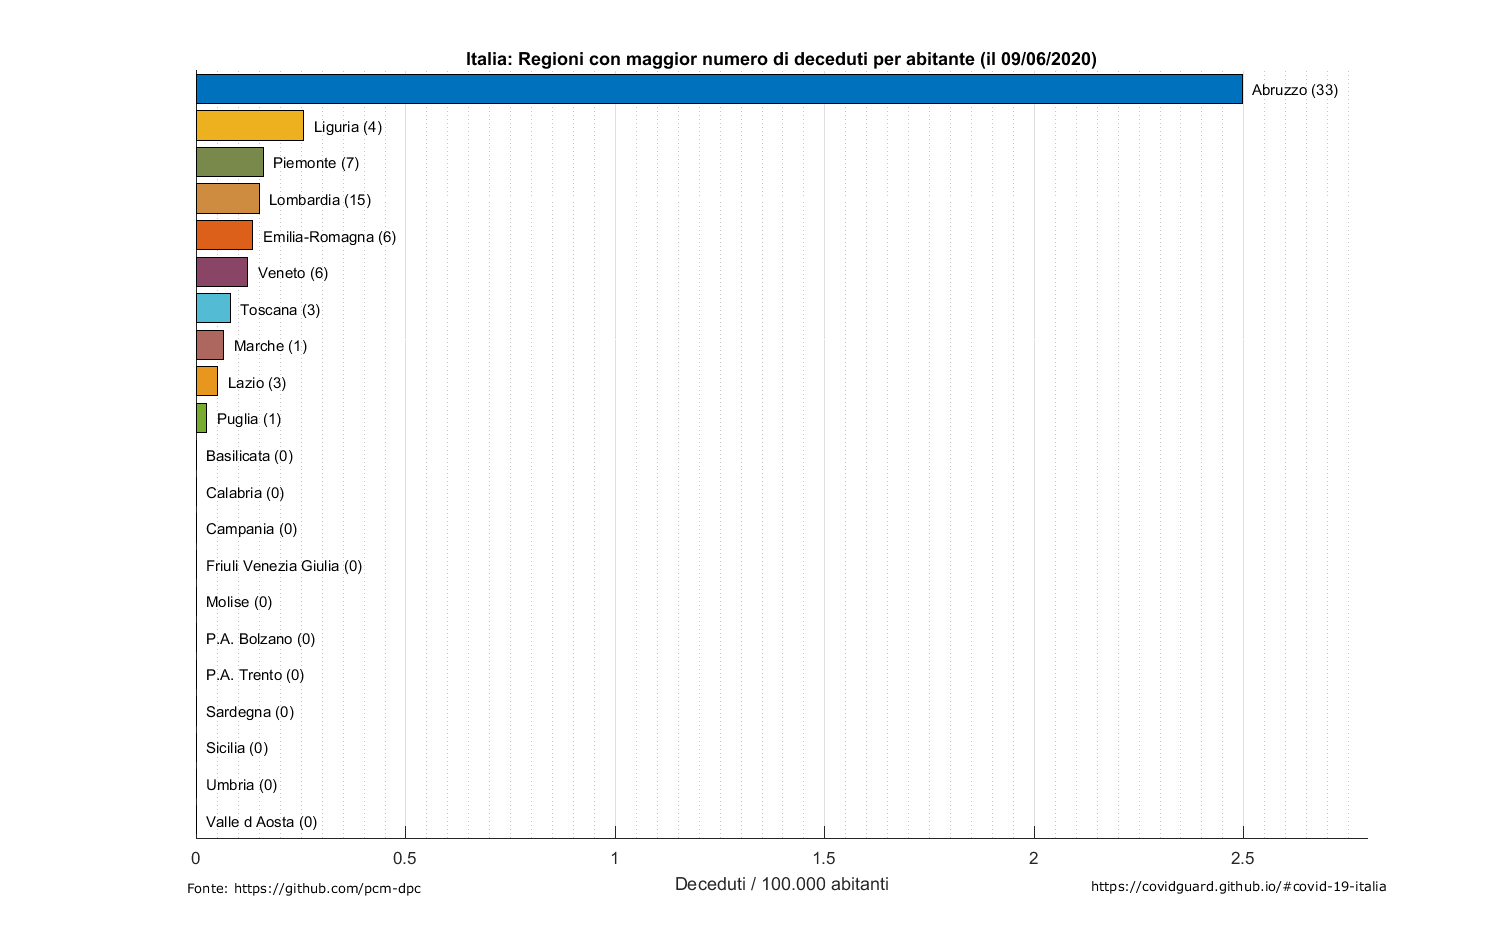 Italia: Regioni con maggior numero di deceduti per abitante (il 09/06/2020)
Abruzzo (33)
Liguria (4)
Piemonte (7)
Lombardia (15)
Emilia-Romagna (6)
Veneto (6)
Toscana (3)
Marche (1)
Lazio (3)
Puglia (1)
Basilicata (0)
Calabria (0)
Campania (0)
Friuli Venezia Giulia (0)
Molise (0)
P.A. Bolzano (0)
P.A. Trento (0)
Sardegna (0)
Sicilia (0)
Umbria (0)
Valle d Aosta (0)
0 0.5 1 1.5 2 2.5
Deceduti / 100.000 abitanti
Fonte: https://github.com/pcm-dpc
https://covidguard.github.io/#covid-19-italia